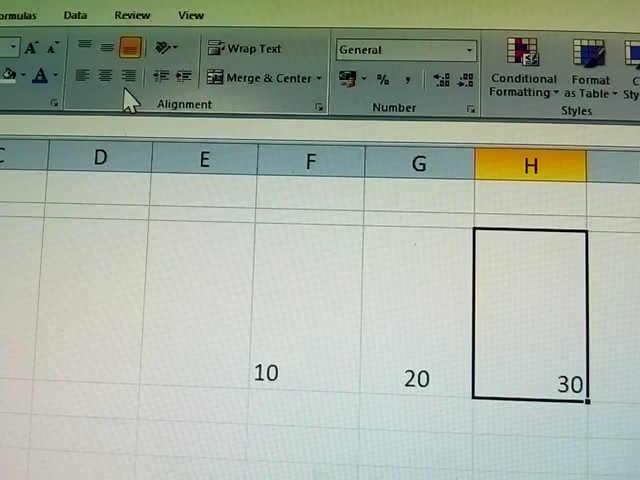 ormulas Data Review View
A A Wrap Text General
A Merge & Center % , Conditional Format
Formatting as Table Sty
Alignment Number Styles
C D E F G H
10 20 30